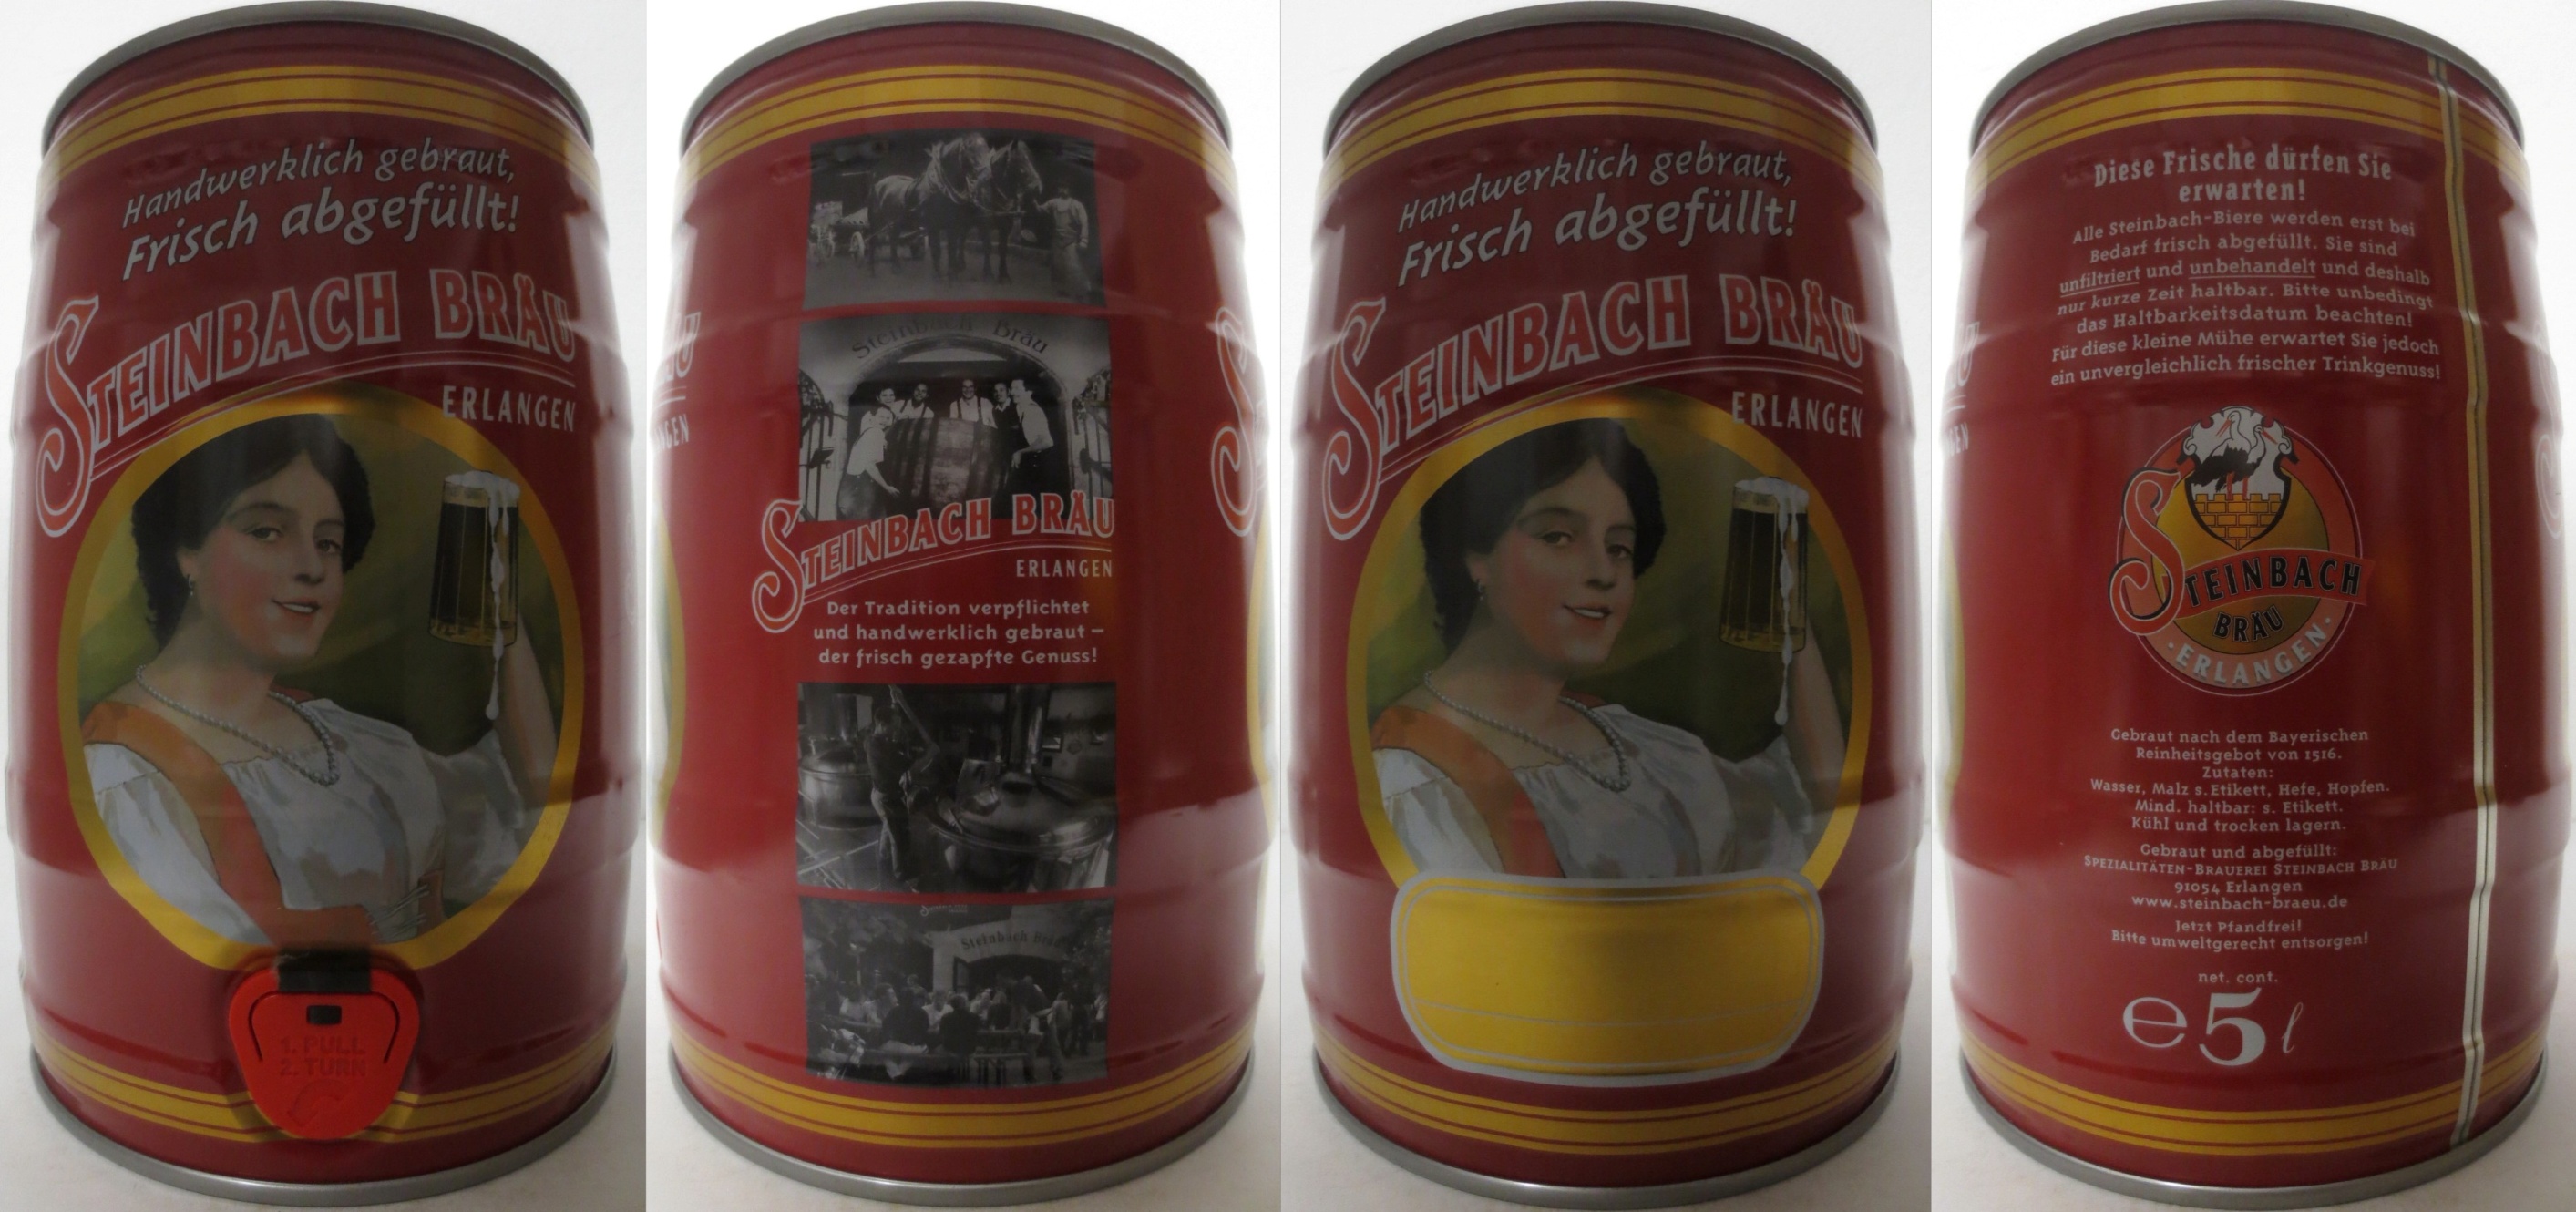 Handwerklich gebraut,
Frisch abgefüllt!
STEINBACH BRÄU
ERLANGEN
1. PULL
2. TURN
Steinbach Bräu
STEINBACH BRÄU
ERLANGEN
Der Tradition verpflichtet
und handwerklich gebraut –
der frisch gezapfte Genuss!
Steinbach Bräu
Handwerklich gebraut,
Frisch abgefüllt!
STEINBACH BRÄU
ERLANGEN
Diese Frische dürfen Sie
erwarten!
Alle Steinbach-Biere werden erst bei
Bedarf frisch abgefüllt. Sie sind
unfiltriert und unbehandelt und deshalb
nur kurze Zeit haltbar. Bitte unbedingt
das Haltbarkeitsdatum beachten!
Für diese kleine Mühe erwartet Sie jedoch
ein unvergleichlich frischer Trinkgenuss!
STEINBACH
BRÄU
·ERLANGEN·
Gebraut nach dem Bayerischen
Reinheitsgebot von 1516.
Zutaten:
Wasser, Malz s.Etikett, Hefe, Hopfen.
Mind. haltbar: s. Etikett.
Kühl und trocken lagern.
Gebraut und abgefüllt:
SPEZIALITÄTEN-BRAUEREI STEINBACH BRÄU
91054 Erlangen
www.steinbach-braeu.de
Jetzt Pfandfrei!
Bitte umweltgerecht entsorgen!
net. cont.
℮5 l